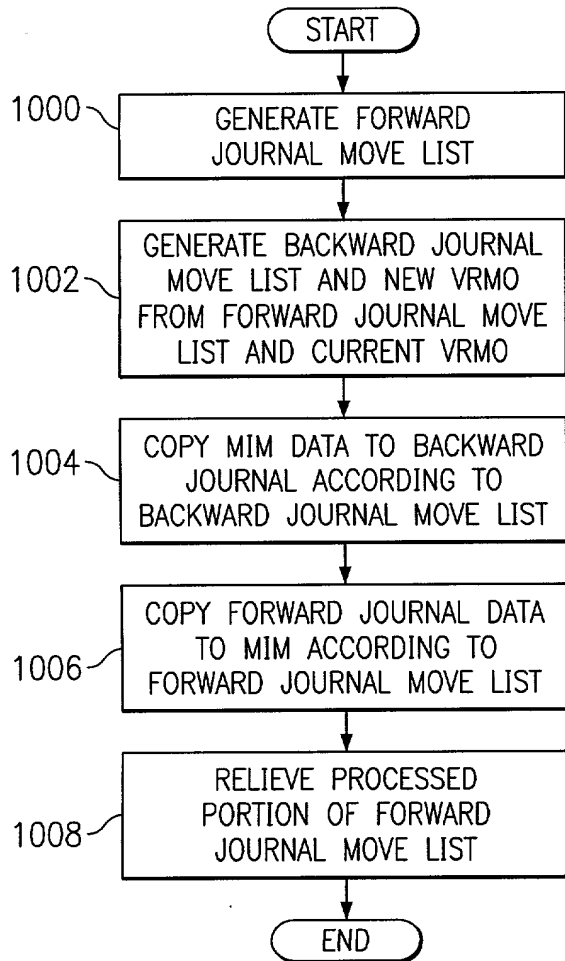 START
1000
GENERATE FORWARD
JOURNAL MOVE LIST
1002
GENERATE BACKWARD JOURNAL
MOVE LIST AND NEW VRMO
FROM FORWARD JOURNAL MOVE
LIST AND CURRENT VRMO
1004
COPY MIM DATA TO BACKWARD
JOURNAL ACCORDING TO
BACKWARD JOURNAL MOVE LIST
1006
COPY FORWARD JOURNAL DATA
TO MIM ACCORDING TO
FORWARD JOURNAL MOVE LIST
1008
RELIEVE PROCESSED
PORTION OF FORWARD
JOURNAL MOVE LIST
END